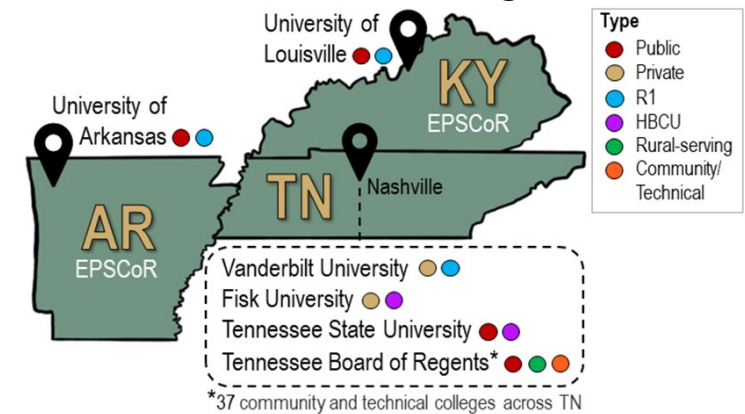 University of
Louisville
KY
EPSCoR
Type
Public
Private
R1
HBCU
Rural-serving
Community/
Technical
University of
Arkansas
AR
EPSCoR
TN
Nashville
Vanderbilt University
Fisk University
Tennessee State University
Tennessee Board of Regents*
*37 community and technical colleges across TN